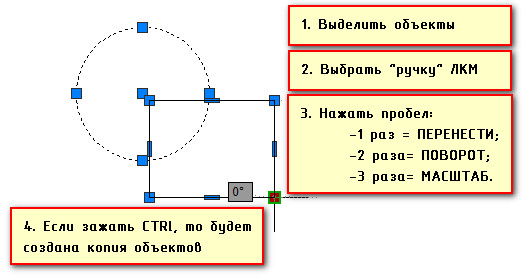 1. Выделить объекты
2. Выбрать "ручку" ЛКМ
3. Нажать пробел:
-1 раз = ПЕРЕНЕСТИ;
-2 раза= ПОВОРОТ;
-3 раза= МАСШТАБ.
0°
4. Если зажать CTRl, то будет
создана копия объектов